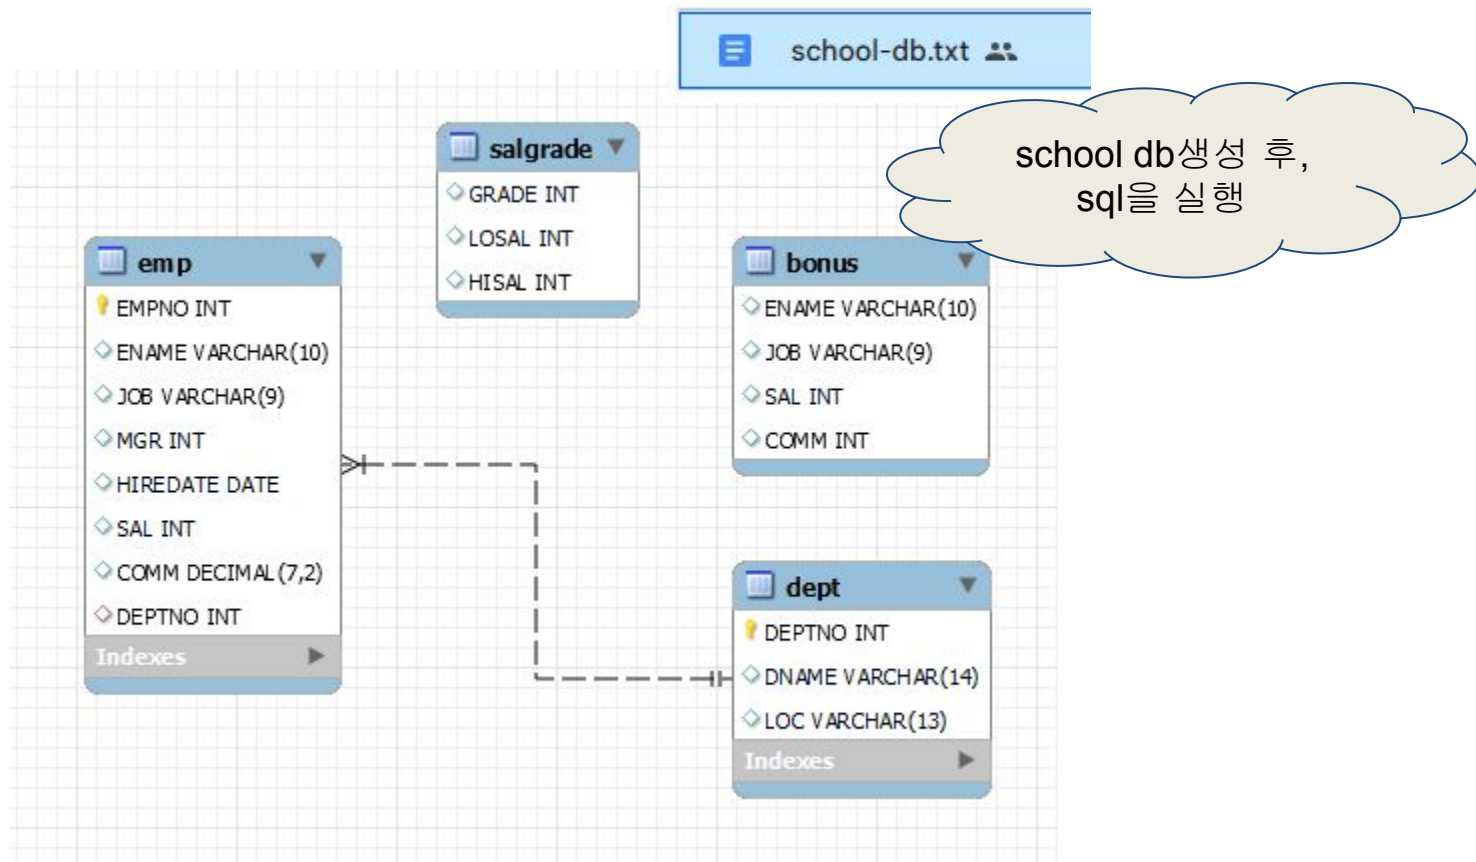 school-db.txt
school db생성 후,
sql을 실행
salgrade
GRADE INT
LOSAL INT
HISAL INT
emp
EMPNO INT
ENAME VARCHAR(10)
JOB VARCHAR(9)
MGR INT
HIREDATE DATE
SAL INT
COMM DECIMAL(7,2)
DEPTNO INT
Indexes
bonus
ENAME VARCHAR(10)
JOB VARCHAR(9)
SAL INT
COMM INT
dept
DEPTNO INT
DNAME VARCHAR(14)
LOC VARCHAR(13)
Indexes